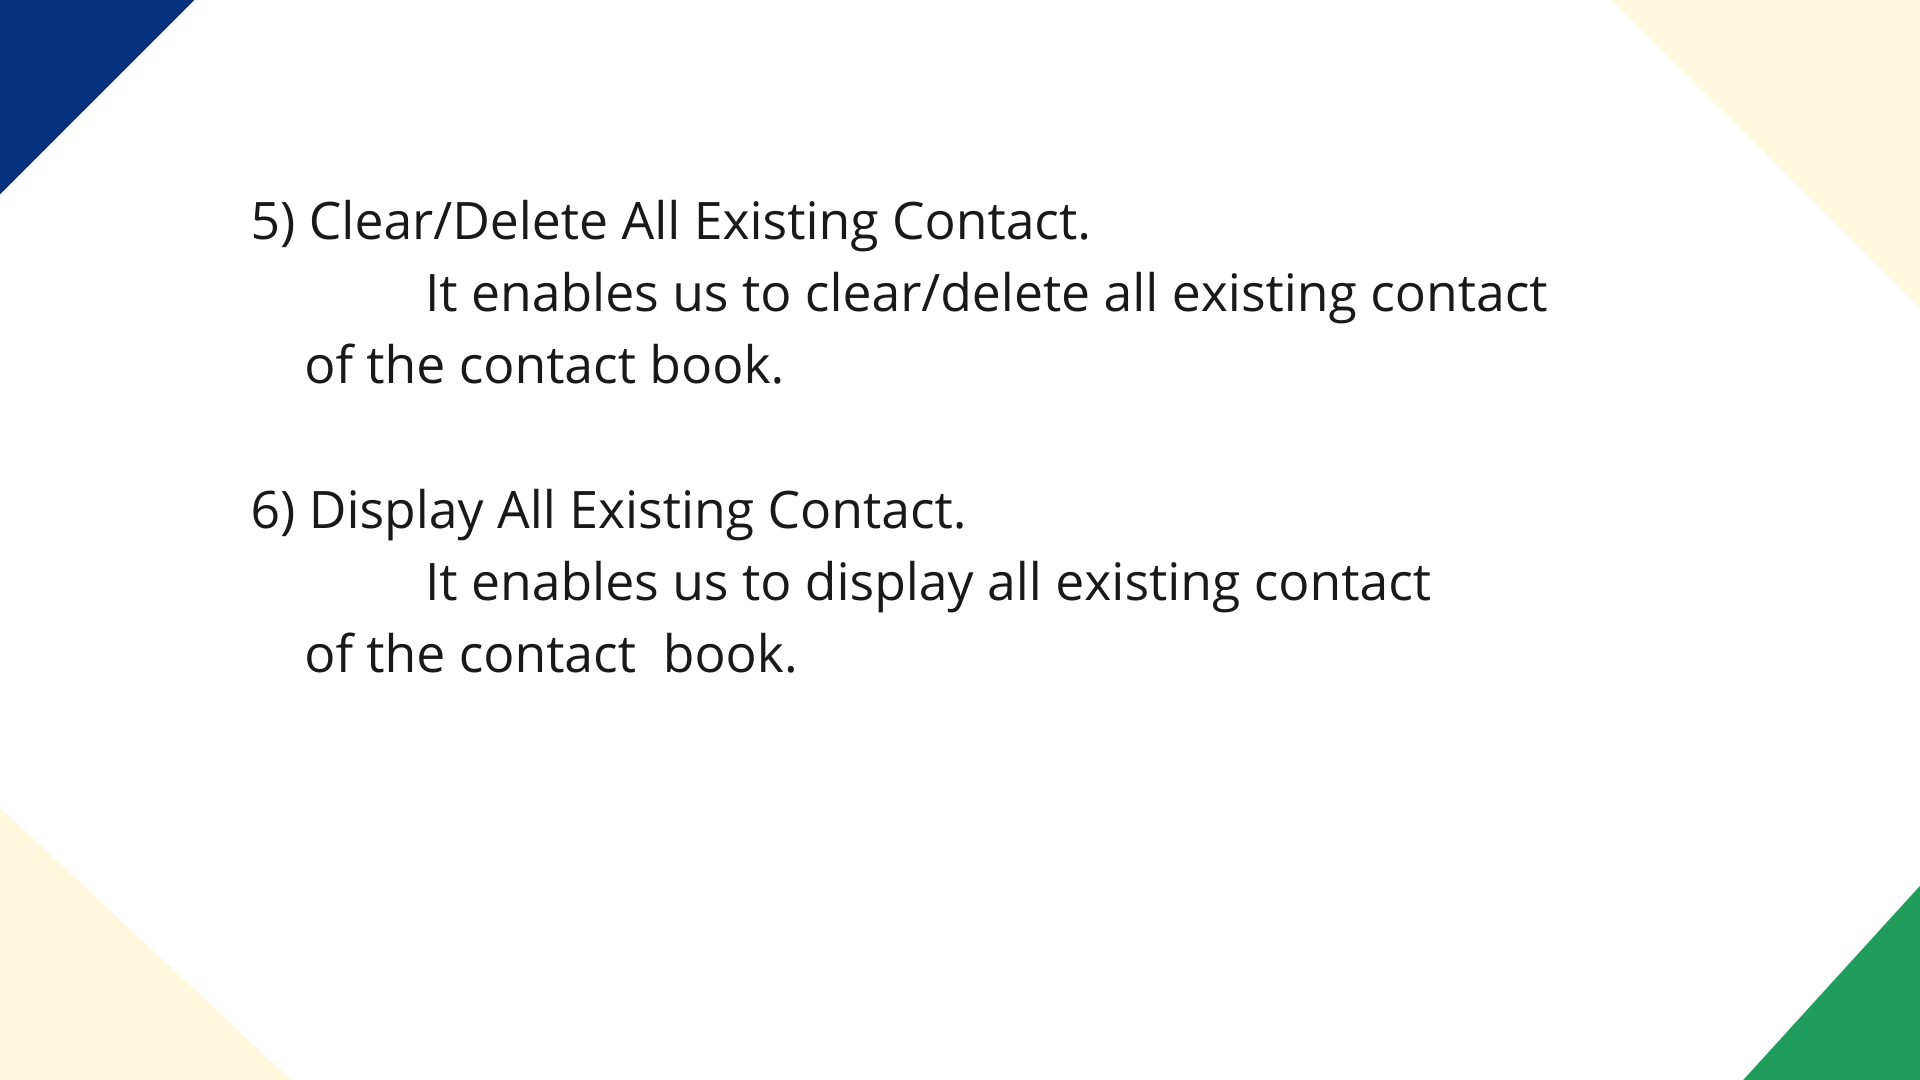 5) Clear/Delete All Existing Contact.
It enables us to clear/delete all existing contact
of the contact book.
6) Display All Existing Contact.
It enables us to display all existing contact
of the contact  book.